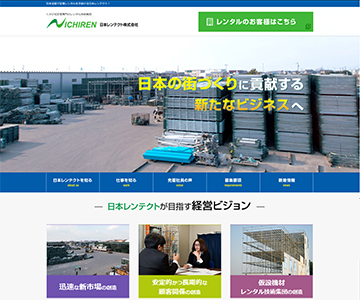 NICHIREN 日本レンテクト株式会社
レンタルのお客様はこちら
日本の街づくりに貢献する
新たなビジネスへ
日本レンテクトを知る 仕事を知る 先輩社員の声 募集要項 新着情報
日本レンテクトが目指す経営ビジョン
迅速な新市場の創造
安定的かつ長期的な
顧客関係の創造
仮設機材
レンタル技術集団の創造